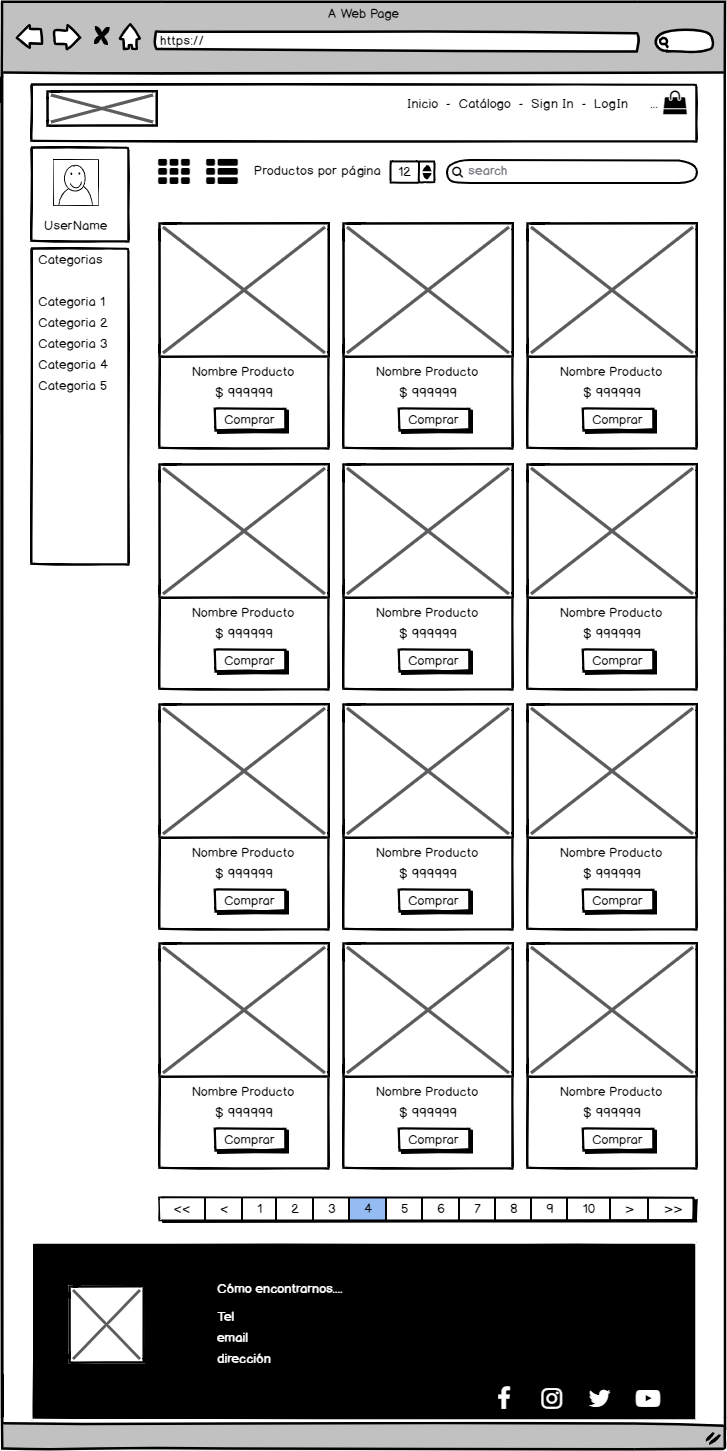 A Web Page
https://
Inicio - Catálogo - Sign In - LogIn ...
UserName
Productos por página 12 search
Categorias
Categoria 1
Categoria 2
Categoria 3
Categoria 4
Categoria 5
Nombre Producto Nombre Producto Nombre Producto
$ 999999 $ 999999 $ 999999
Comprar Comprar Comprar
Nombre Producto Nombre Producto Nombre Producto
$ 999999 $ 999999 $ 999999
Comprar Comprar Comprar
Nombre Producto Nombre Producto Nombre Producto
$ 999999 $ 999999 $ 999999
Comprar Comprar Comprar
Nombre Producto Nombre Producto Nombre Producto
$ 999999 $ 999999 $ 999999
Comprar Comprar Comprar
<< < 1 2 3 4 5 6 7 8 9 10 > >>
Cómo encontrarnos....
Tel
email
dirección